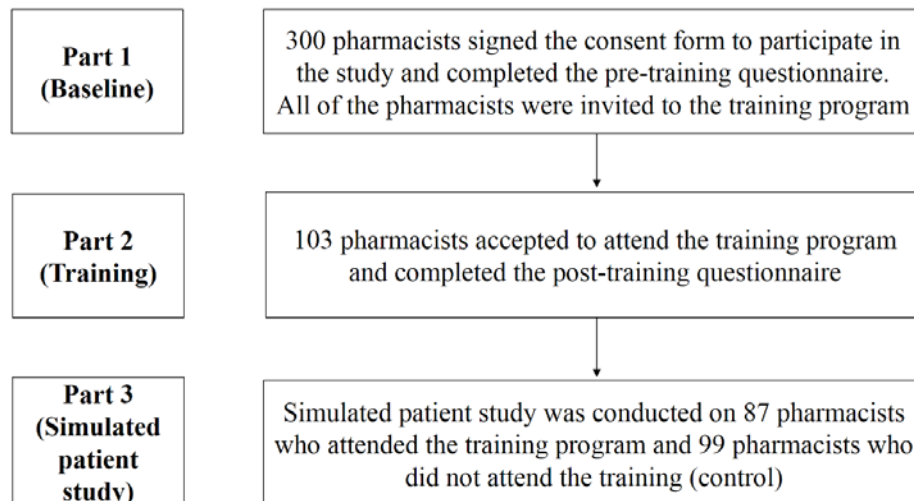 Part 1
(Baseline)
300 pharmacists signed the consent form to participate in
the study and completed the pre-training questionnaire.
All of the pharmacists were invited to the training program
Part 2
(Training)
103 pharmacists accepted to attend the training program
and completed the post-training questionnaire
Part 3
(Simulated
patient
study)
Simulated patient study was conducted on 87 pharmacists
who attended the training program and 99 pharmacists who
did not attend the training (control)